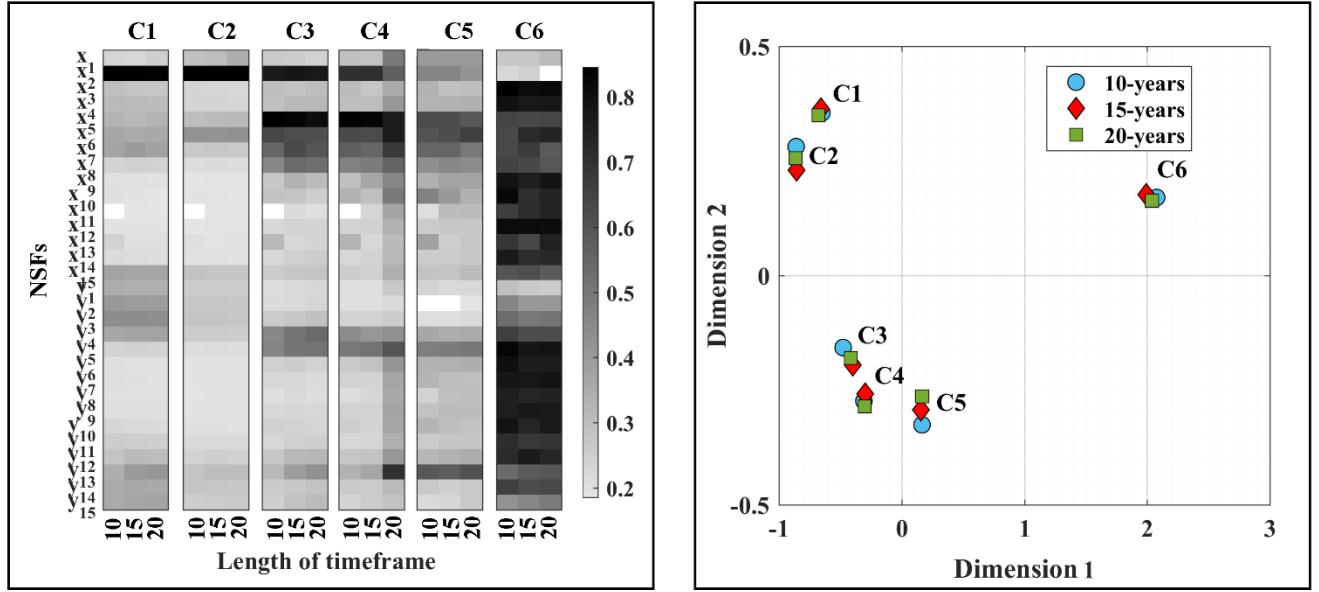 C1 C2 C3 C4 C5 C6
x1
x2
x3
x4
x5
x6
x7
x8
x9
x10
x11
x12
x13
x14
x15
y1
y2
y3
y4
y5
y6
y7
y8
y9
y10
y11
y12
y13
y14
y15
NSFs
0.8
0.7
0.6
0.5
0.4
0.3
0.2
10 15 20 10 15 20 10 15 20 10 15 20 10 15 20 10 15 20
Length of timeframe
0.5
0
-0.5
Dimension 2
10-years
15-years
20-years
C1
C2
C6
C3
C4
C5
-1 0 1 2 3
Dimension 1